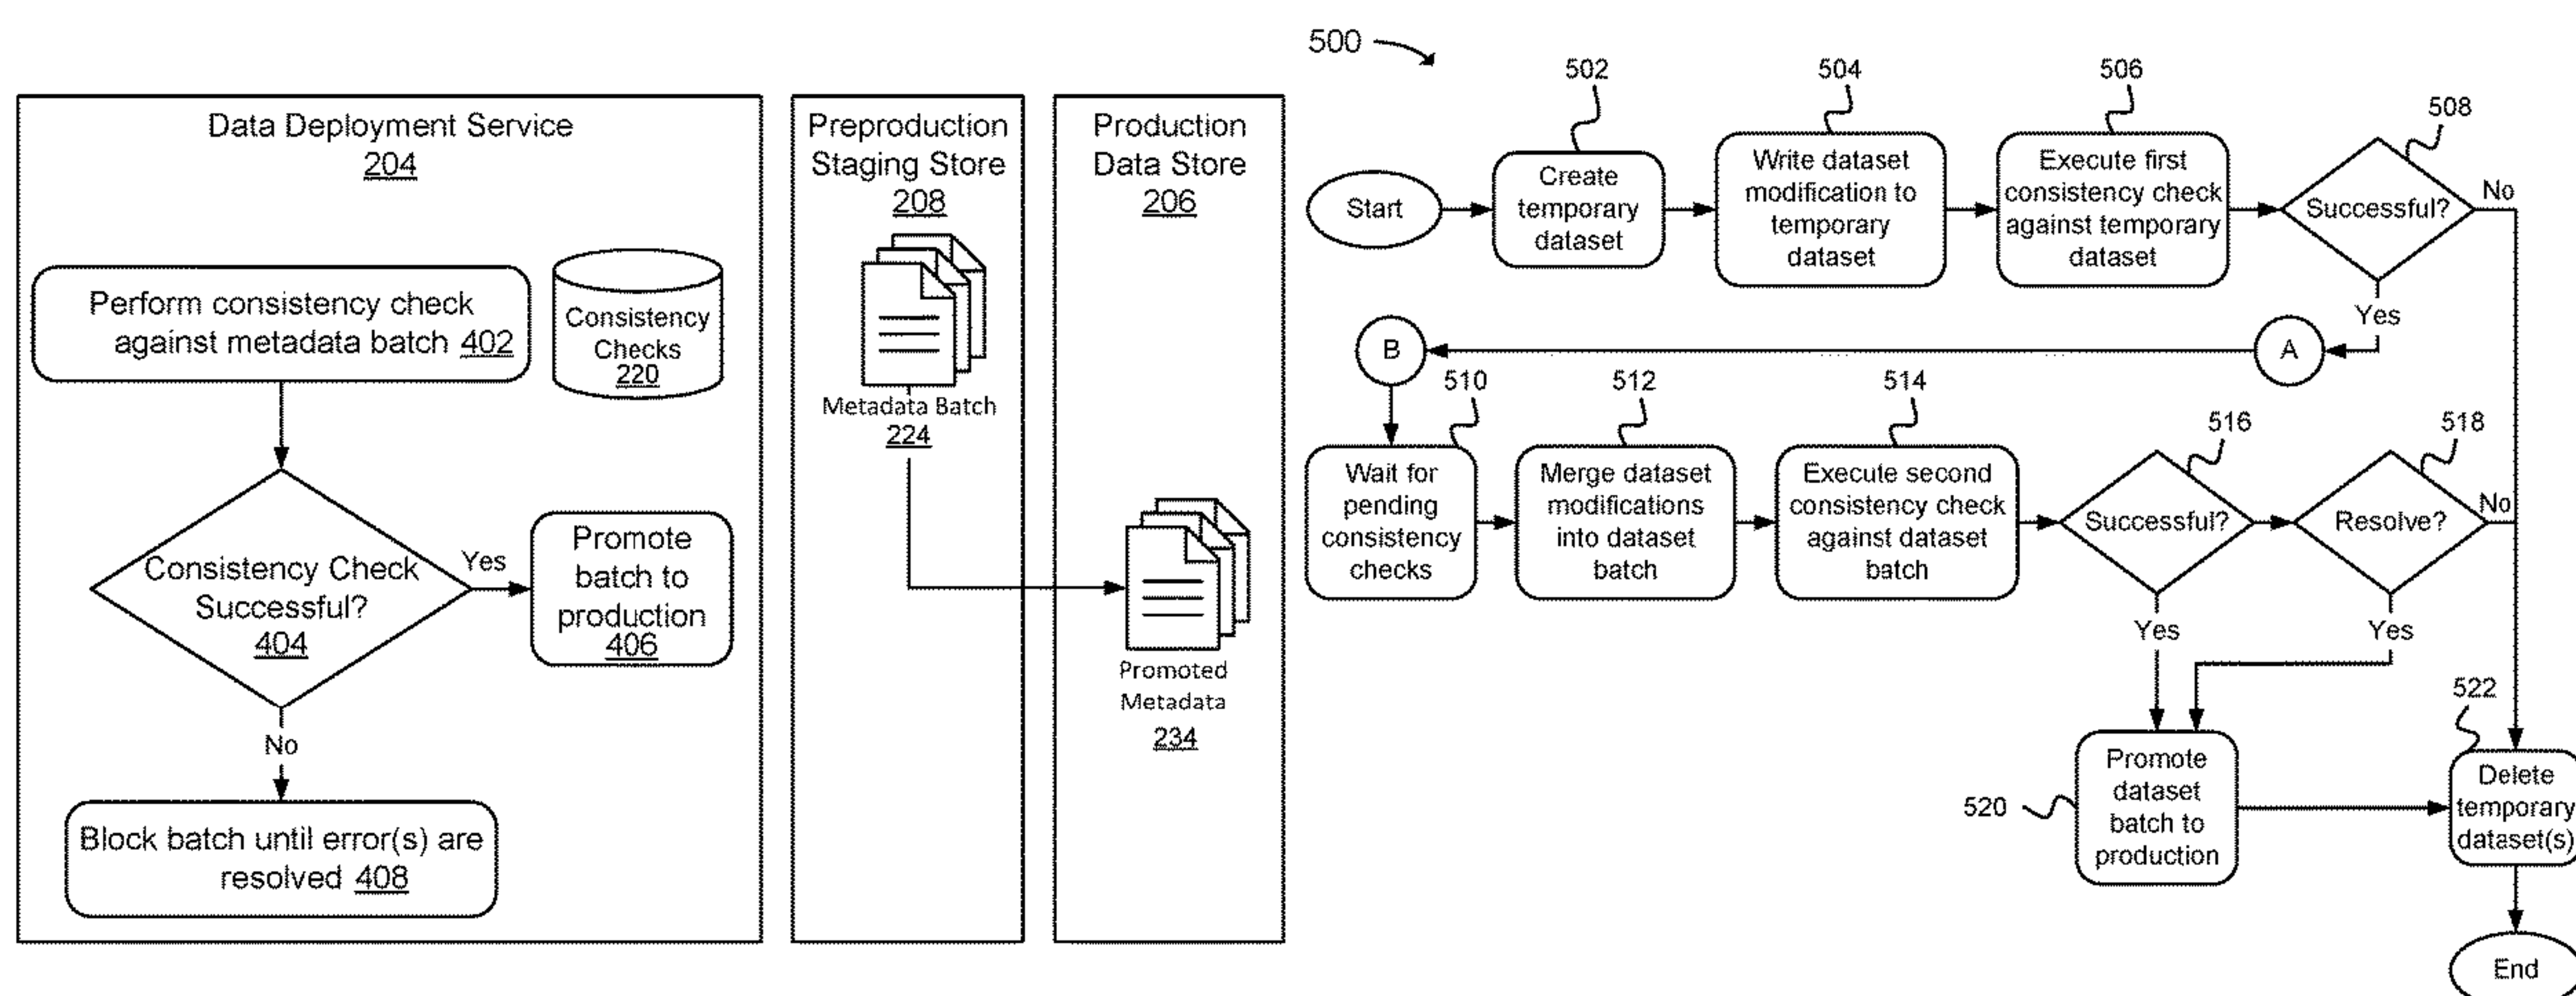 Data Deployment Service
204
Perform consistency check
against metadata batch 402
Consistency
Checks
220
Consistency Check
Successful?
404
Yes
Promote
batch to
production
406
No
Block batch until error(s) are
resolved 408
Preproduction
Staging Store
208
Metadata Batch
224
Production
Data Store
206
Promoted
Metadata
234
500
Start
502
Create
temporary
dataset
504
Write dataset
modification to
temporary
dataset
506
Execute first
consistency check
against temporary
dataset
508
Successful?
No
Yes
A
B
510
Wait for
pending
consistency
checks
512
Merge dataset
modifications
into dataset
batch
514
Execute second
consistency check
against dataset
batch
516
Successful?
Yes
518
Resolve?
No
Yes
520
Promote
dataset
batch to
production
522
Delete
temporary
dataset(s)
End